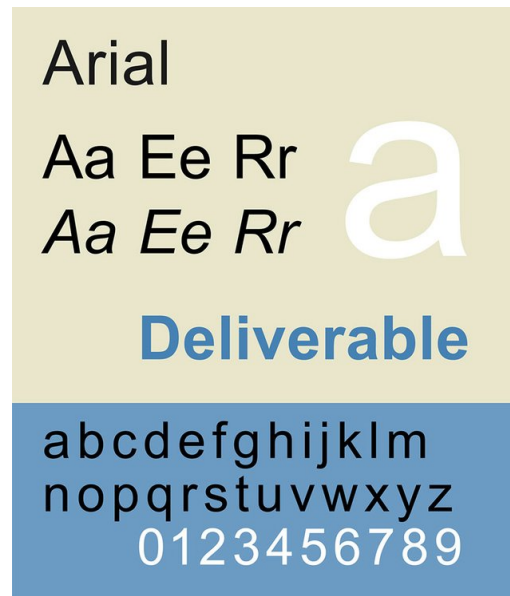 Arial
Aa Ee Rr
Aa Ee Rr
a
Deliverable
abcdefghijklm
nopqrstuvwxyz
0123456789